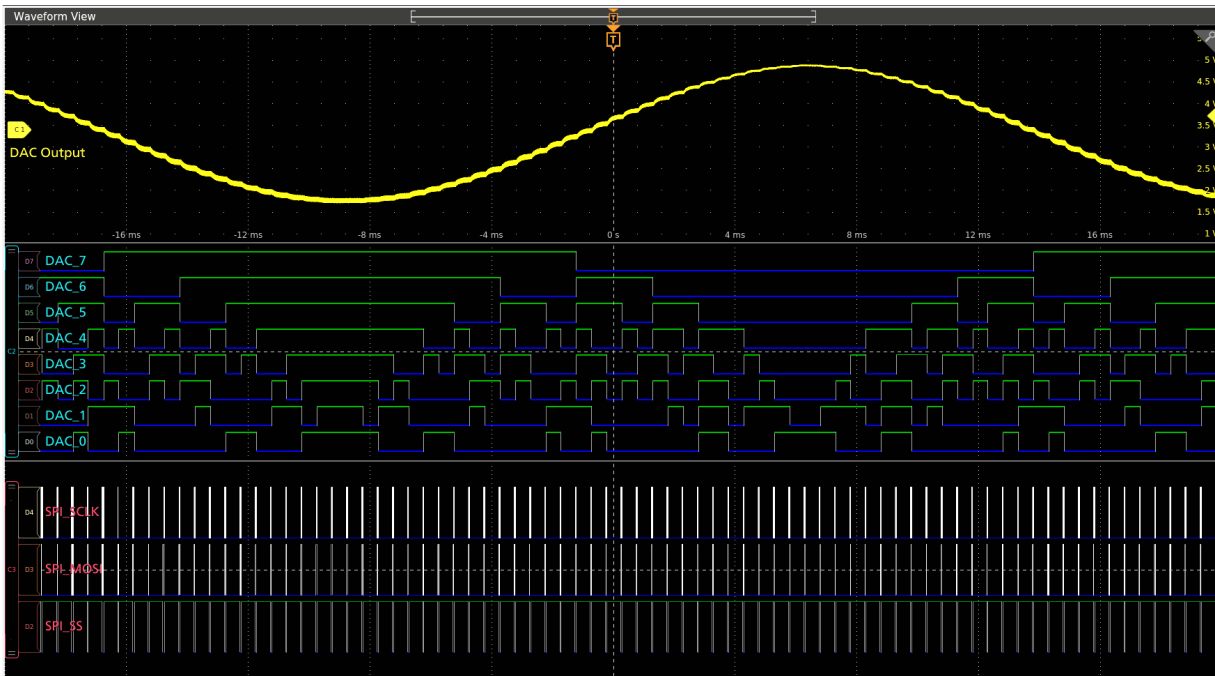 Waveform View
T
T
5 V
4.5 V
4 V
C 1
3.5 V
DAC Output
3 V
2.5 V
2 V
1.5 V
-16 ms -12 ms -8 ms -4 ms 0 s 4 ms 8 ms 12 ms 16 ms 1 V
D7 DAC_7
D6 DAC_6
D5 DAC_5
D4 DAC_4
C2
D3 DAC_3
D2 DAC_2
D1 DAC_1
D0 DAC_0
D4 SPI_SCLK
C3 D3 SPI_MOSI
D2 SPI_SS